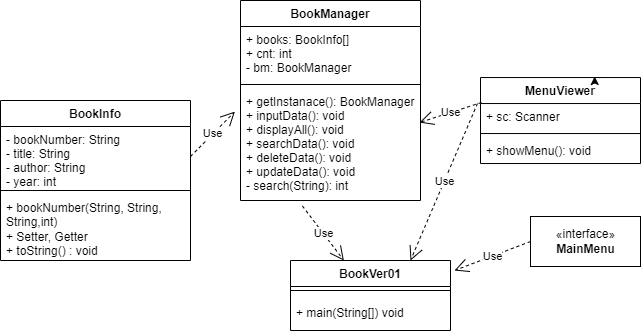 BookManager
+ books: BookInfo[]
+ cnt: int
- bm: BookManager
+ getInstanace(): BookManager
+ inputData(): void
+ displayAll(): void
+ searchData(): void
+ deleteData(): void
+ updateData(): void
- search(String): int
MenuViewer
+ sc: Scanner
+ showMenu(): void
BookInfo
- bookNumber: String
- title: String
- author: String
- year: int
+ bookNumber(String, String,
String,int)
+ Setter, Getter
+ toString() : void
Use
Use
Use
Use
Use
«interface»
MainMenu
BookVer01
+ main(String[]) void